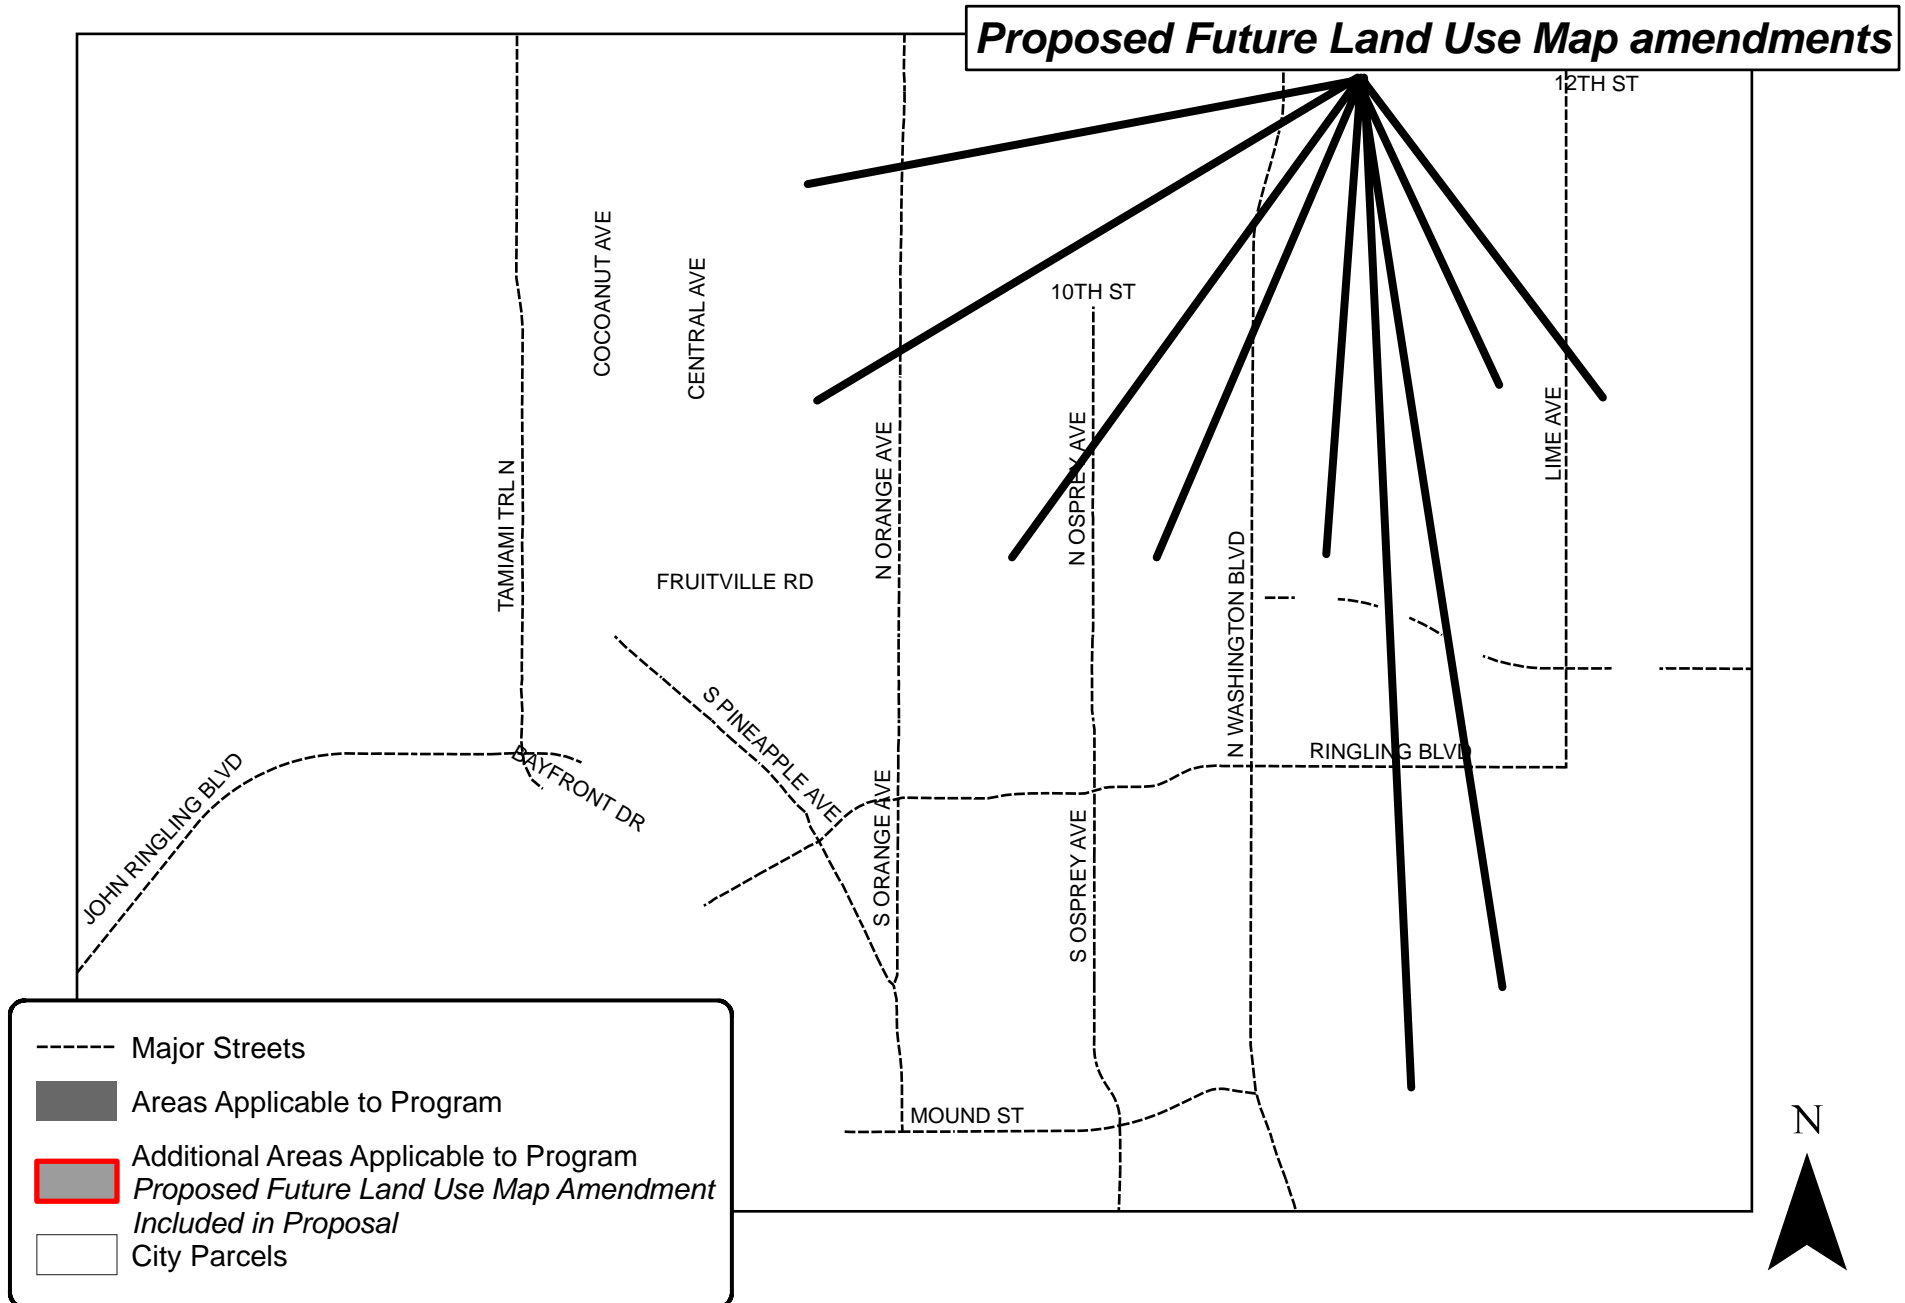 Proposed Future Land Use Map amendments
12TH ST
COCOANUT AVE
CENTRAL AVE
10TH ST
TAMIAMI TRL N
N ORANGE AVE
N OSPREY AVE
LIME AVE
FRUITVILLE RD
N WASHINGTON BLVD
S PINEAPPLE AVE
RINGLING BLVD
BAYFRONT DR
JOHN RINGLING BLVD
S ORANGE AVE
S OSPREY AVE
MOUND ST
N
Major Streets
Areas Applicable to Program
Additional Areas Applicable to Program
Proposed Future Land Use Map Amendment
Included in Proposal
City Parcels